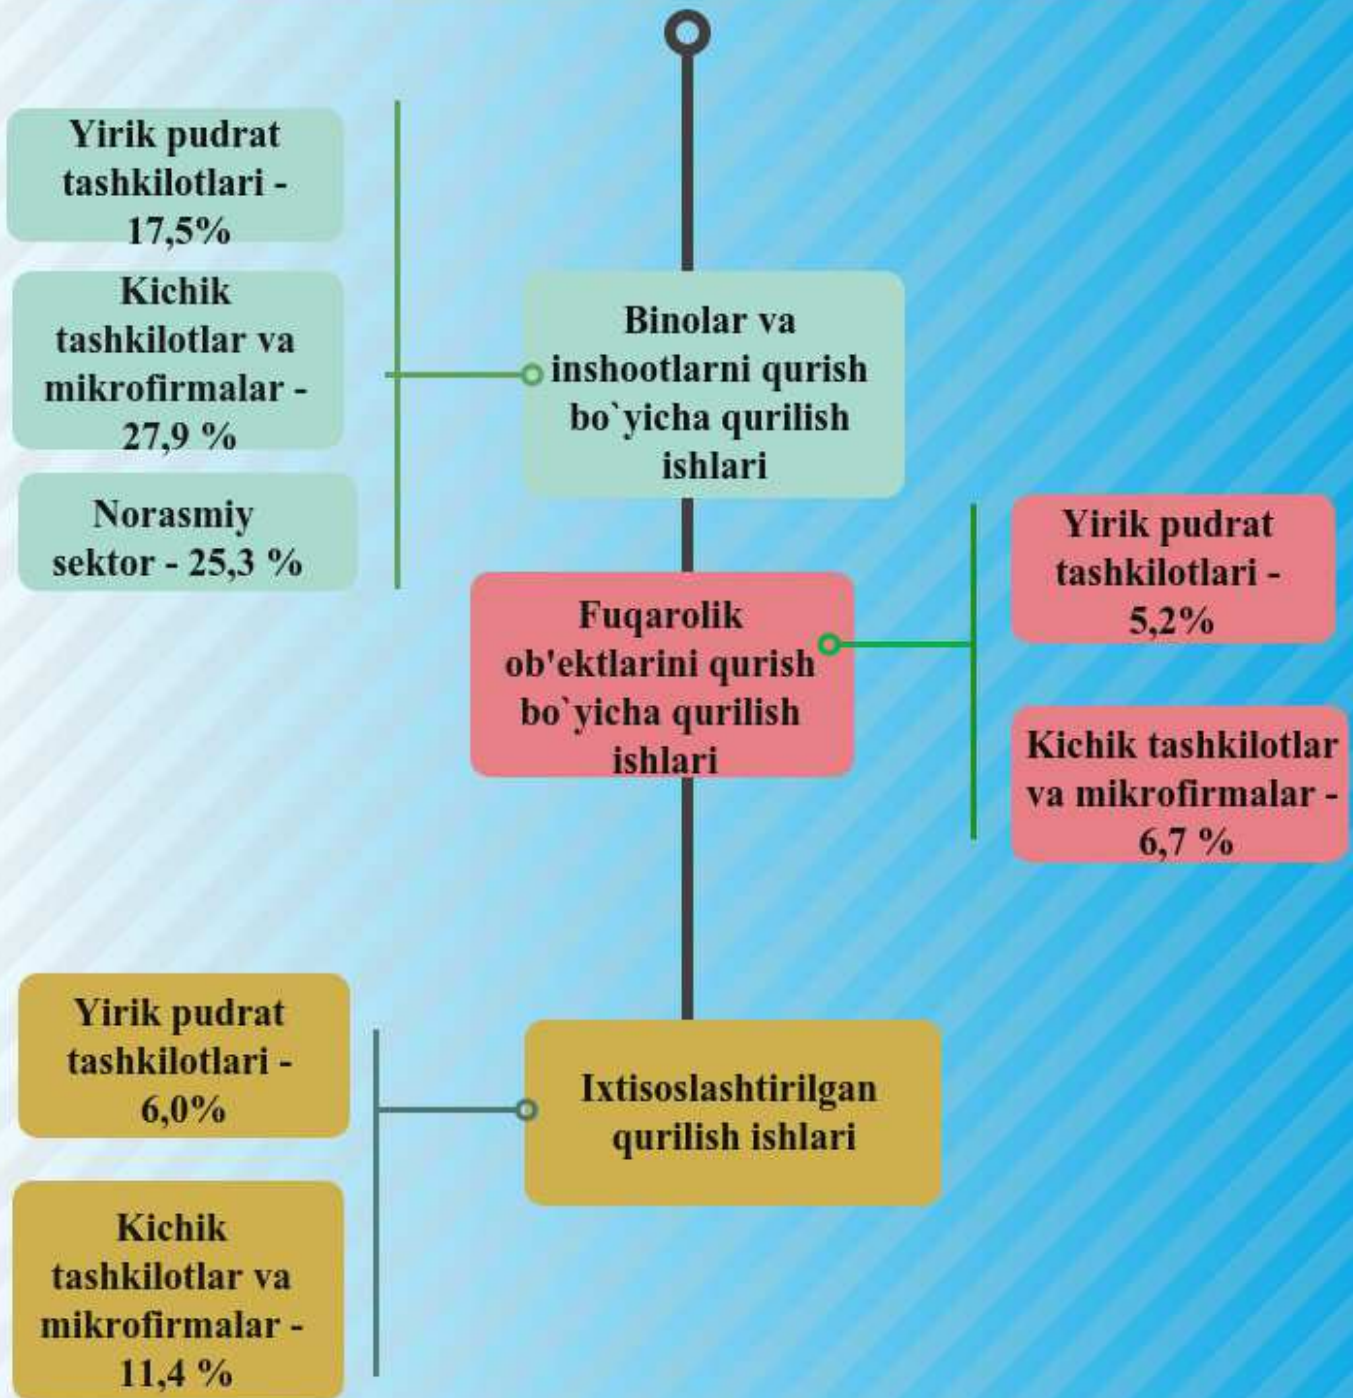 Yirik pudrat
tashkilotlari -
17,5%
Kichik
tashkilotlar va
mikrofirmalar -
27,9 %
Norasmiy
sektor - 25,3 %
Binolar va
inshootlarni qurish
bo`yicha qurilish
ishlari
Fuqarolik
ob'ektlarini qurish
bo`yicha qurilish
ishlari
Yirik pudrat
tashkilotlari -
5,2%
Kichik tashkilotlar
va mikrofirmalar -
6,7 %
Yirik pudrat
tashkilotlari -
6,0%
Kichik
tashkilotlar va
mikrofirmalar -
11,4 %
Ixtisoslashtirilgan
qurilish ishlari